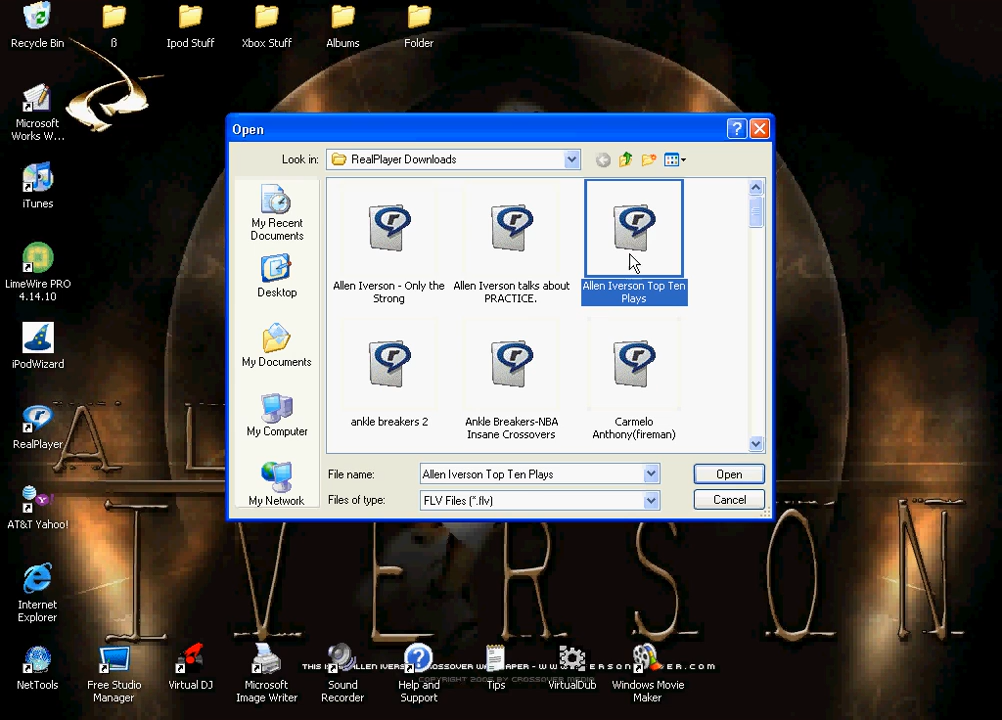 Recycle Bin
ß
Ipod Stuff
Xbox Stuff
Albums
Folder
Microsoft
Works W...
iTunes
LimeWire PRO
4.14.10
iPodWizard
RealPlayer
AT&T Yahoo!
Internet
Explorer
Open
Look in:
RealPlayer Downloads
My Recent
Documents
Desktop
My Documents
My Computer
My Network
Allen Iverson - Only the
Strong
Allen Iverson talks about
PRACTICE.
Allen Iverson Top Ten
Plays
ankle breakers 2
Ankle Breakers-NBA
Insane Crossovers
Carmelo
Anthony(fireman)
File name:
Allen Iverson Top Ten Plays
Open
Files of type:
FLV Files (*.flv)
Cancel
IVERSON
NetTools
Free Studio
Manager
Virtual DJ
Microsoft
Image Writer
Sound
Recorder
Help and
Support
Tips
VirtualDub
Windows Movie
Maker